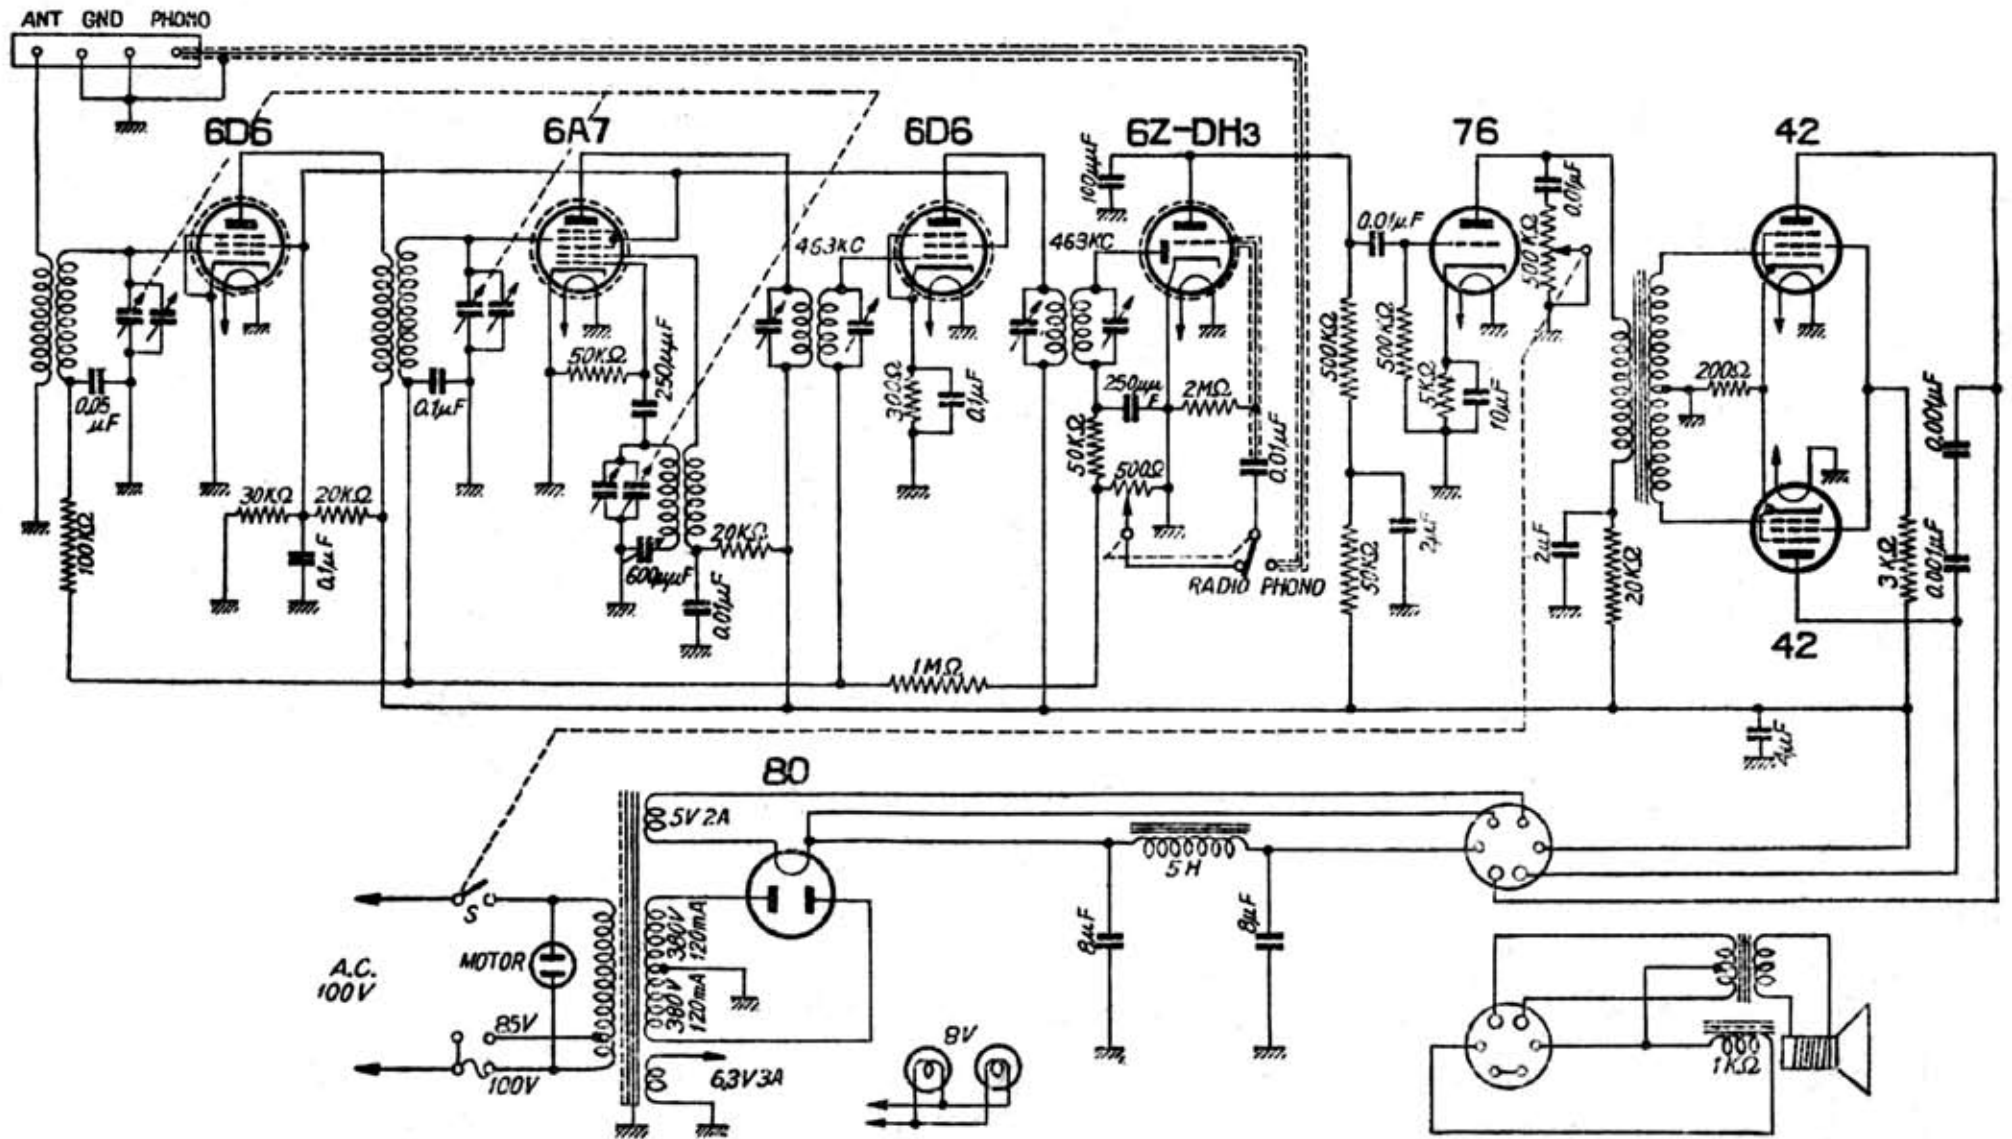 ANT GND PHONO
6D6
6A7
6D6
6Z-DH3
76
42
100μμF
0.01μF
0.01μF
500KΩ
463KC
463KC
0.05
μF
0.1μF
50KΩ
250μμF
300Ω
0.1μF
250μμ
F
2MΩ
500KΩ
500KΩ
5KΩ
10μF
200Ω
0.001μF
50KΩ
500Ω
0.01μF
100KΩ
30KΩ
20KΩ
0.1μF
600μμF
20KΩ
0.01μF
RADIO PHONO
50KΩ
2μF
2μF
20KΩ
3KΩ
0.001μF
42
1MΩ
4μF
80
5V 2A
5H
S
MOTOR
380V
120mA
380V
120mA
8μF
8μF
A.C.
100V
85V
100V
6.3V3A
8V
1KΩ